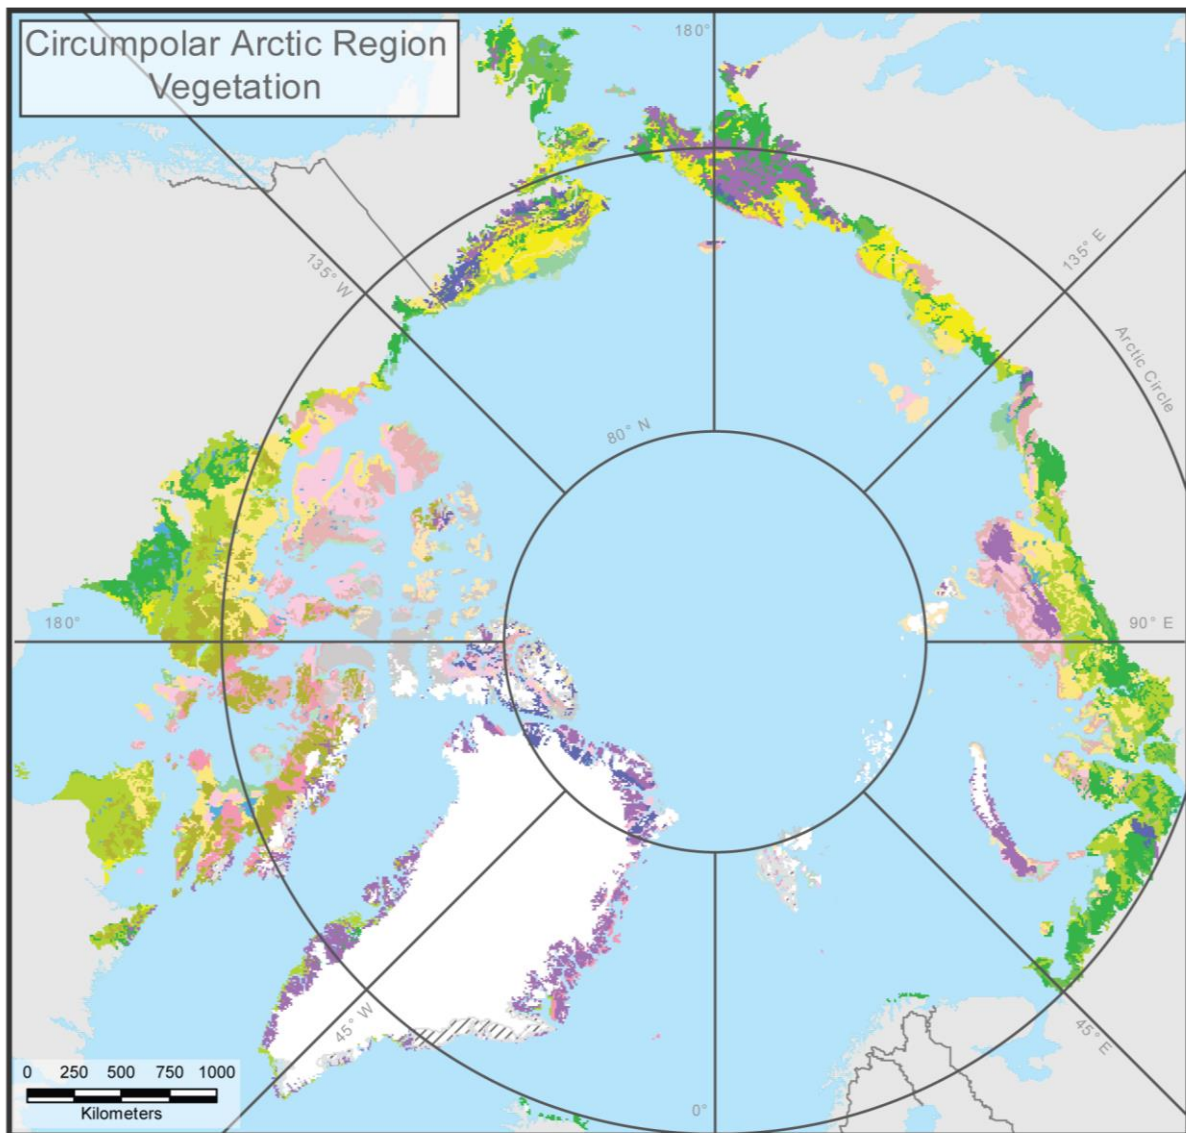 Circumpolar Arctic Region
Vegetation
180°
135° W
135° E
Arctic Circle
80° N
180°
90° E
45° W
45° E
0°
0 250 500 750 1000
Kilometers